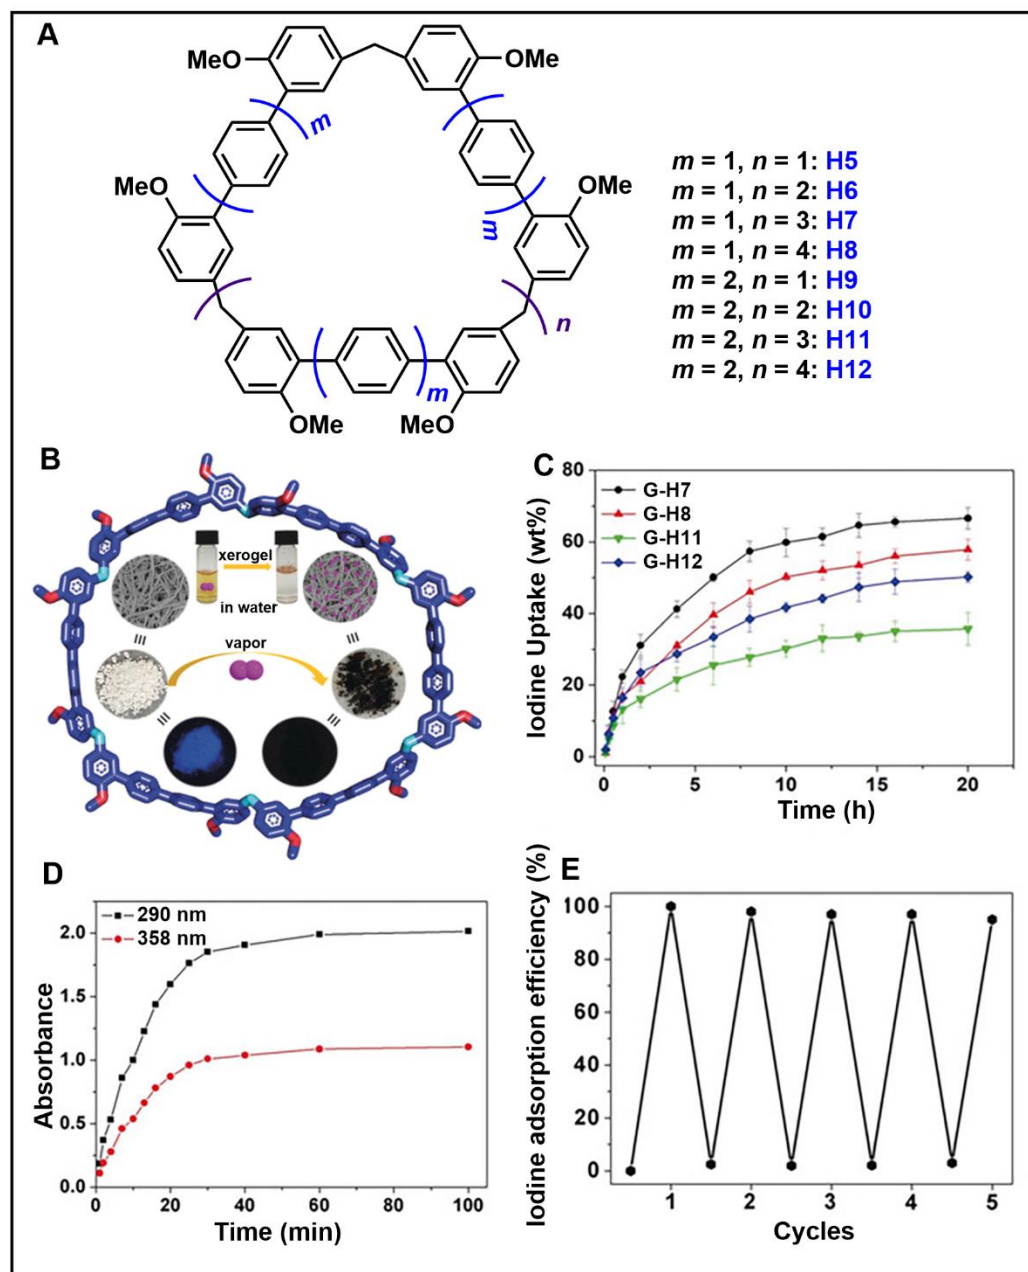 A
MeO
OMe
m
MeO
OMe
m
n
m
OMe
MeO
m = 1, n = 1: H5
m = 1, n = 2: H6
m = 1, n = 3: H7
m = 1, n = 4: H8
m = 2, n = 1: H9
m = 2, n = 2: H10
m = 2, n = 3: H11
m = 2, n = 4: H12
B
xerogel
in water
vapor
C
Iodine Uptake (wt%)
80
60
40
20
0
G-H7
G-H8
G-H11
G-H12
0
5
10
15
20
Time (h)
D
Absorbance
2.0
1.5
1.0
0.5
0.0
290 nm
358 nm
0
20
40
60
80
100
Time (min)
E
Iodine adsorption efficiency (%)
100
80
60
40
20
0
1
2
3
4
5
Cycles